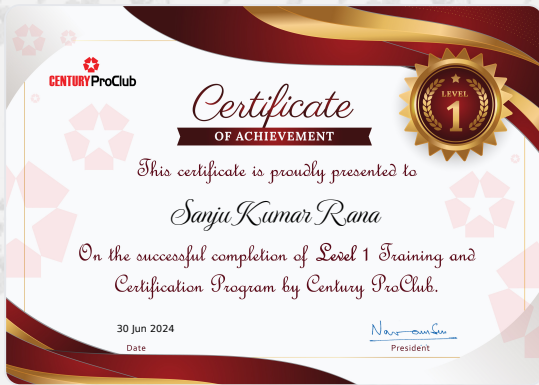 CENTURY ProClub
Certificate
OF ACHIEVEMENT
LEVEL
1
This certificate is proudly presented to
Sanju Kumar Rana
On the successful completion of Level 1 Training and
Certification Program by Century ProClub.
30 Jun 2024
Date
President